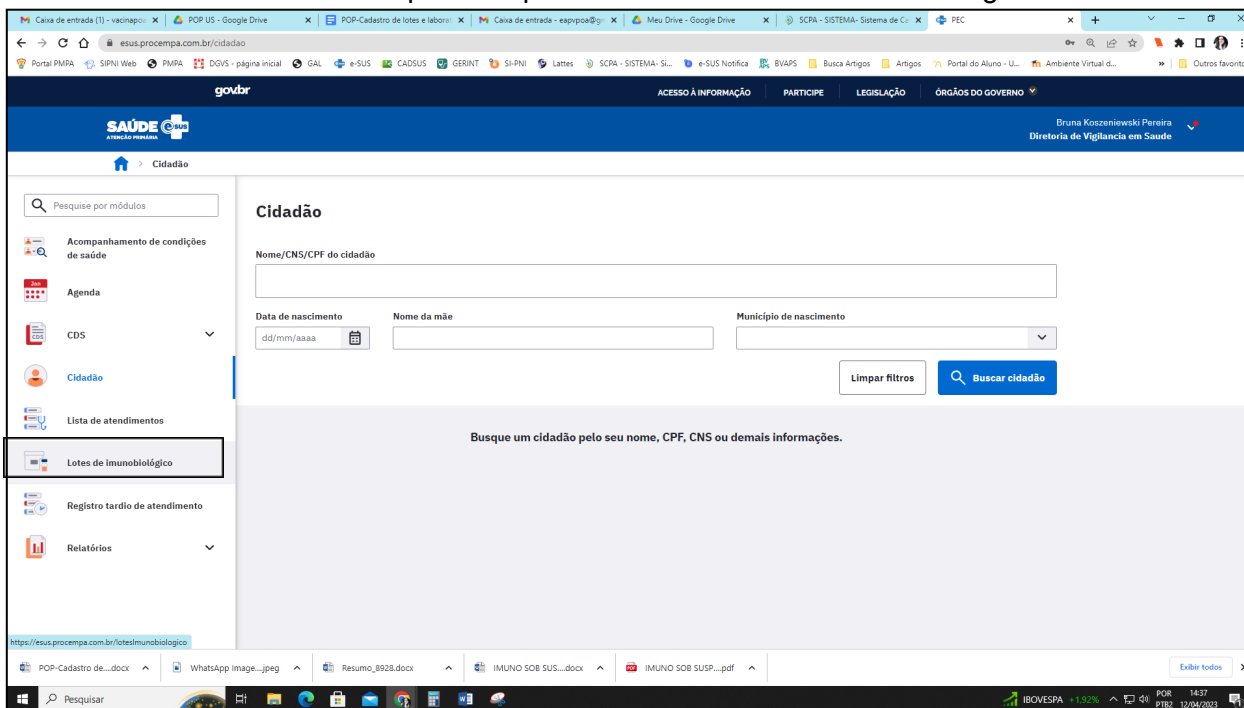 Caixa de entrada (1) - vacinapoa
POP US - Google Drive
POP-Cadastro de lotes e laborat
Caixa de entrada - eapvpoa@gm
Meu Drive - Google Drive
SCPA - SISTEMA- Sistema de Ca
PEC
esus.procempa.com.br/cidadao
Portal PMPA
SIPNI Web
PMPA
DGVS - página inicial
GAL
e-SUS
CADSUS
GERINT
SI-PNI
Lattes
SCPA - SISTEMA- Si...
e-SUS Notifica
BVAPS
Busca Artigos
Artigos
Portal do Aluno - U...
Ambiente Virtual d...
»
Outros favorito
gov.br
ACESSO À INFORMAÇÃO
PARTICIPE
LEGISLAÇÃO
ÓRGÃOS DO GOVERNO
SAÚDE e-SUS
ATENÇÃO PRIMÁRIA
Bruna Koszeniewski Pereira
Diretoria de Vigilancia em Saude
> Cidadão
Pesquise por módulos
Acompanhamento de condições
de saúde
Jan
Agenda
CDS
CDS
Cidadão
Lista de atendimentos
Lotes de imunobiológico
Registro tardio de atendimento
Relatórios
Cidadão
Nome/CNS/CPF do cidadão
Data de nascimento
Nome da mãe
Município de nascimento
dd/mm/aaaa
Limpar filtros
Buscar cidadão
Busque um cidadão pelo seu nome, CPF, CNS ou demais informações.
https://esus.procempa.com.br/lotesImunobiologico
POP-Cadastro de....docx
WhatsApp Image....jpeg
Resumo_8928.docx
IMUNO SOB SUS....docx
IMUNO SOB SUSP....pdf
Exibir todos
Pesquisar
IBOVESPA +1,92%
POR
PTB2
14:37
12/04/2023